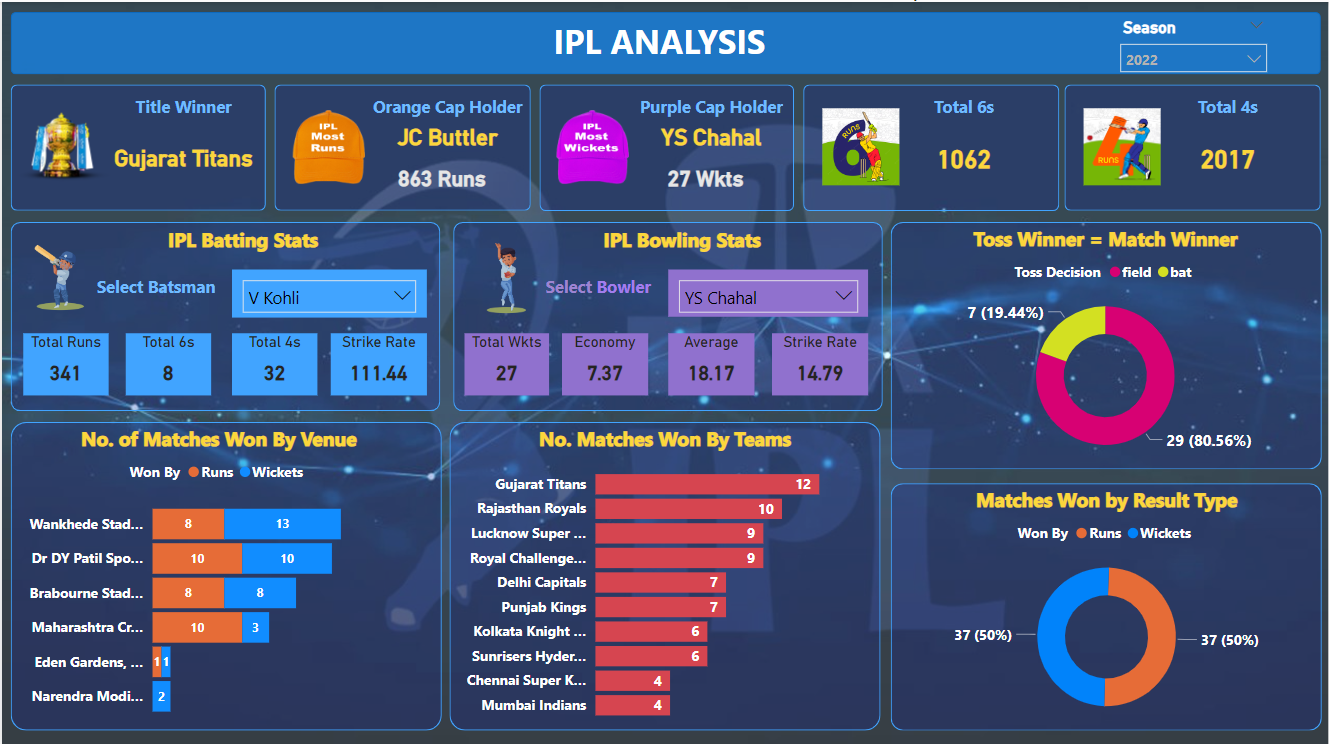 IPL ANALYSIS
Season
2022
Title Winner
Gujarat Titans
IPL
Most
Runs
Orange Cap Holder
JC Buttler
863 Runs
IPL
Most
Wickets
Purple Cap Holder
YS Chahal
27 Wkts
RUNS
6
Total 6s
1062
4
RUNS
Total 4s
2017
IPL Batting Stats
Select Batsman
V Kohli
Total Runs
341
Total 6s
8
Total 4s
32
Strike Rate
111.44
IPL Bowling Stats
Select Bowler
YS Chahal
Total Wkts
27
Economy
7.37
Average
18.17
Strike Rate
14.79
Toss Winner = Match Winner
Toss Decision field bat
7 (19.44%)
29 (80.56%)
No. of Matches Won By Venue
Won By Runs Wickets
Wankhede Stad... 8 13
Dr DY Patil Spo... 10 10
Brabourne Stad... 8 8
Maharashtra Cr... 10 3
Eden Gardens, ... 1 1
Narendra Modi... 2
No. Matches Won By Teams
Gujarat Titans 12
Rajasthan Royals 10
Lucknow Super ... 9
Royal Challenge... 9
Delhi Capitals 7
Punjab Kings 7
Kolkata Knight ... 6
Sunrisers Hyder... 6
Chennai Super K... 4
Mumbai Indians 4
Matches Won by Result Type
Won By Runs Wickets
37 (50%)
37 (50%)
IPL